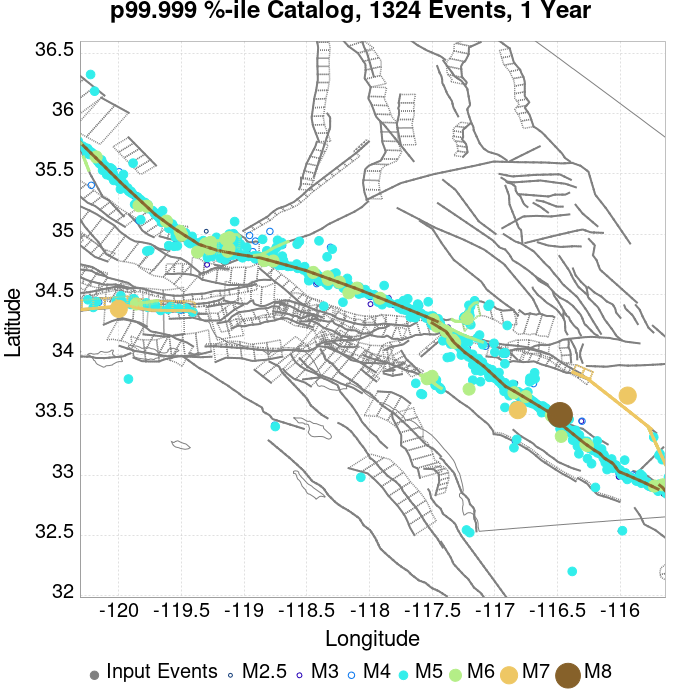 p99.999 %-ile Catalog, 1324 Events, 1 Year
36.5
36
35.5
35
34.5
34
33.5
33
32.5
32
Latitude
-120 -119.5 -119 -118.5 -118 -117.5 -117 -116.5 -116
Longitude
Input Events M2.5 M3 M4 M5 M6 M7 M8